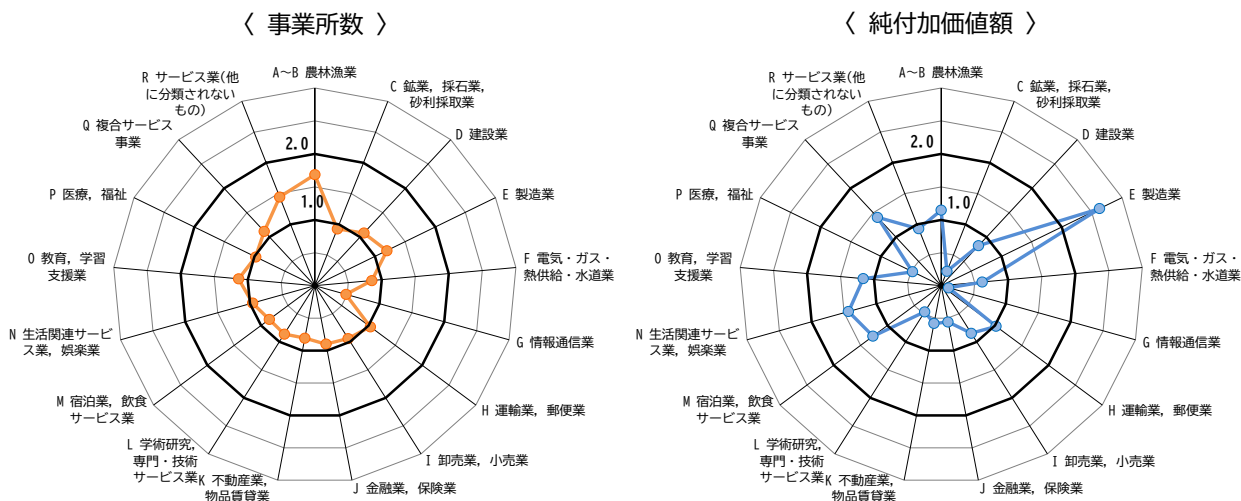 〈 事業所数 〉
A～B 農林漁業
C 鉱業，採石業，
砂利採取業
D 建設業
E 製造業
F 電気・ガス・
熱供給・水道業
G 情報通信業
H 運輸業，郵便業
I 卸売業，小売業
J 金融業，保険業
K 不動産業，
物品賃貸業
L 学術研究，
専門・技術
サービス業
M 宿泊業，飲食
サービス業
N 生活関連サービ
ス業，娯楽業
O 教育，学習
支援業
P 医療，福祉
Q 複合サービス
事業
R サービス業(他
に分類されない
もの)
2.0
1.0
〈 純付加価値額 〉
A～B 農林漁業
C 鉱業，採石業，
砂利採取業
D 建設業
E 製造業
F 電気・ガス・
熱供給・水道業
G 情報通信業
H 運輸業，郵便業
I 卸売業，小売業
J 金融業，保険業
K 不動産業，
物品賃貸業
L 学術研究，
専門・技術
サービス業
M 宿泊業，飲食
サービス業
N 生活関連サービ
ス業，娯楽業
O 教育，学習
支援業
P 医療，福祉
Q 複合サービス
事業
R サービス業(他
に分類されない
もの)
2.0
1.0